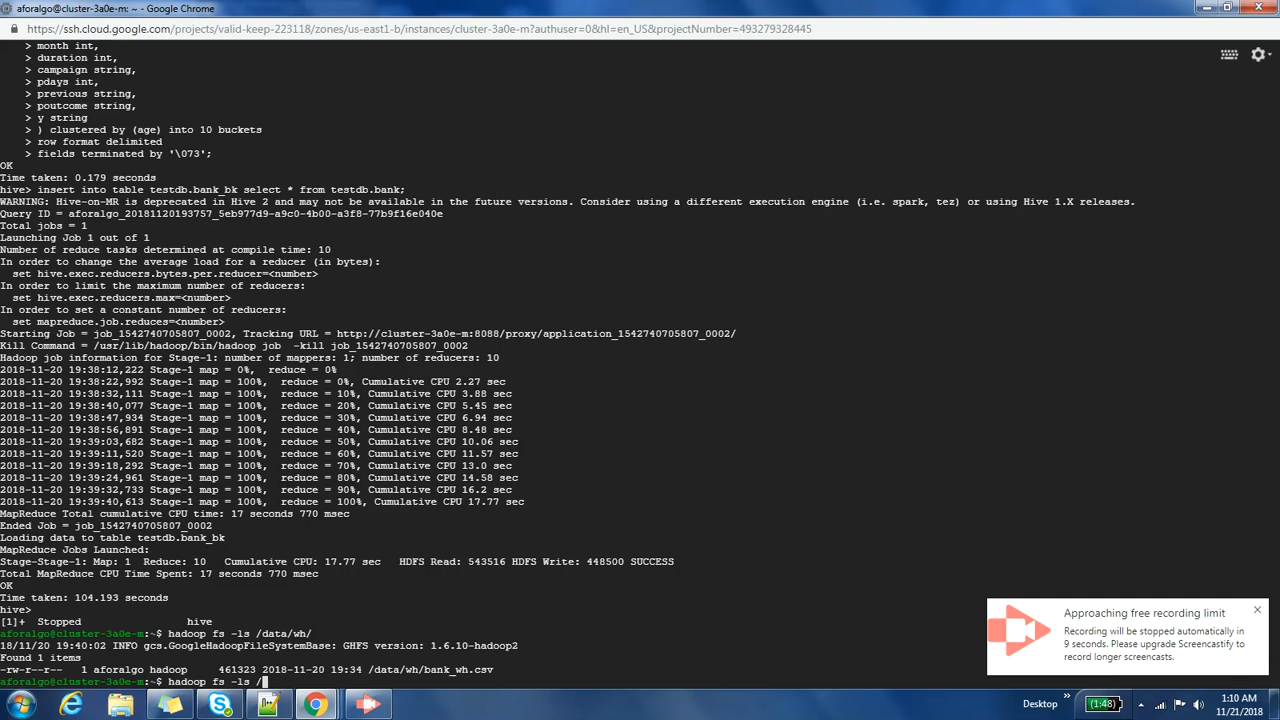 aforalgo@cluster-3a0e-m: ~ - Google Chrome
https://ssh.cloud.google.com/projects/valid-keep-223118/zones/us-east1-b/instances/cluster-3a0e-m?authuser=0&hl=en_US&projectNumber=493279328445
> month int,
> duration int,
> campaign string,
> pdays int,
> previous string,
> poutcome string,
> y string
> ) clustered by (age) into 10 buckets
> row format delimited
> fields terminated by '\073';
OK
Time taken: 0.179 seconds
hive> insert into table testdb.bank_bk select * from testdb.bank;
WARNING: Hive-on-MR is deprecated in Hive 2 and may not be available in the future versions. Consider using a different execution engine (i.e. spark, tez) or using Hive 1.X releases.
Query ID = aforalgo_20181120193757_5eb977d9-a9c0-4b00-a3f8-77b9f16e040e
Total jobs = 1
Launching Job 1 out of 1
Number of reduce tasks determined at compile time: 10
In order to change the average load for a reducer (in bytes):
set hive.exec.reducers.bytes.per.reducer=<number>
In order to limit the maximum number of reducers:
set hive.exec.reducers.max=<number>
In order to set a constant number of reducers:
set mapreduce.job.reduces=<number>
Starting Job = job_1542740705807_0002, Tracking URL = http://cluster-3a0e-m:8088/proxy/application_1542740705807_0002/
Kill Command = /usr/lib/hadoop/bin/hadoop job  -kill job_1542740705807_0002
Hadoop job information for Stage-1: number of mappers: 1; number of reducers: 10
2018-11-20 19:38:12,222 Stage-1 map = 0%,  reduce = 0%
2018-11-20 19:38:22,992 Stage-1 map = 100%,  reduce = 0%, Cumulative CPU 2.27 sec
2018-11-20 19:38:32,111 Stage-1 map = 100%,  reduce = 10%, Cumulative CPU 3.88 sec
2018-11-20 19:38:40,077 Stage-1 map = 100%,  reduce = 20%, Cumulative CPU 5.45 sec
2018-11-20 19:38:47,934 Stage-1 map = 100%,  reduce = 30%, Cumulative CPU 6.94 sec
2018-11-20 19:38:56,891 Stage-1 map = 100%,  reduce = 40%, Cumulative CPU 8.48 sec
2018-11-20 19:39:03,682 Stage-1 map = 100%,  reduce = 50%, Cumulative CPU 10.06 sec
2018-11-20 19:39:11,520 Stage-1 map = 100%,  reduce = 60%, Cumulative CPU 11.57 sec
2018-11-20 19:39:18,292 Stage-1 map = 100%,  reduce = 70%, Cumulative CPU 13.0 sec
2018-11-20 19:39:24,961 Stage-1 map = 100%,  reduce = 80%, Cumulative CPU 14.58 sec
2018-11-20 19:39:32,733 Stage-1 map = 100%,  reduce = 90%, Cumulative CPU 16.2 sec
2018-11-20 19:39:40,613 Stage-1 map = 100%,  reduce = 100%, Cumulative CPU 17.77 sec
MapReduce Total cumulative CPU time: 17 seconds 770 msec
Ended Job = job_1542740705807_0002
Loading data to table testdb.bank_bk
MapReduce Jobs Launched:
Stage-Stage-1: Map: 1  Reduce: 10   Cumulative CPU: 17.77 sec   HDFS Read: 543516 HDFS Write: 448500 SUCCESS
Total MapReduce CPU Time Spent: 17 seconds 770 msec
OK
Time taken: 104.193 seconds
hive>
[1]+  Stopped                 hive
aforalgo@cluster-3a0e-m:~$ hadoop fs -ls /data/wh/
18/11/20 19:40:02 INFO gcs.GoogleHadoopFileSystemBase: GHFS version: 1.6.10-hadoop2
Found 1 items
-rw-r--r--   1 aforalgo hadoop     461323 2018-11-20 19:34 /data/wh/bank_wh.csv
aforalgo@cluster-3a0e-m:~$ hadoop fs -ls /
Approaching free recording limit
Recording will be stopped automatically in
9 seconds. Please upgrade Screencastify to
record longer screencasts.
Desktop
(1:48)
1:10 AM
11/21/2018